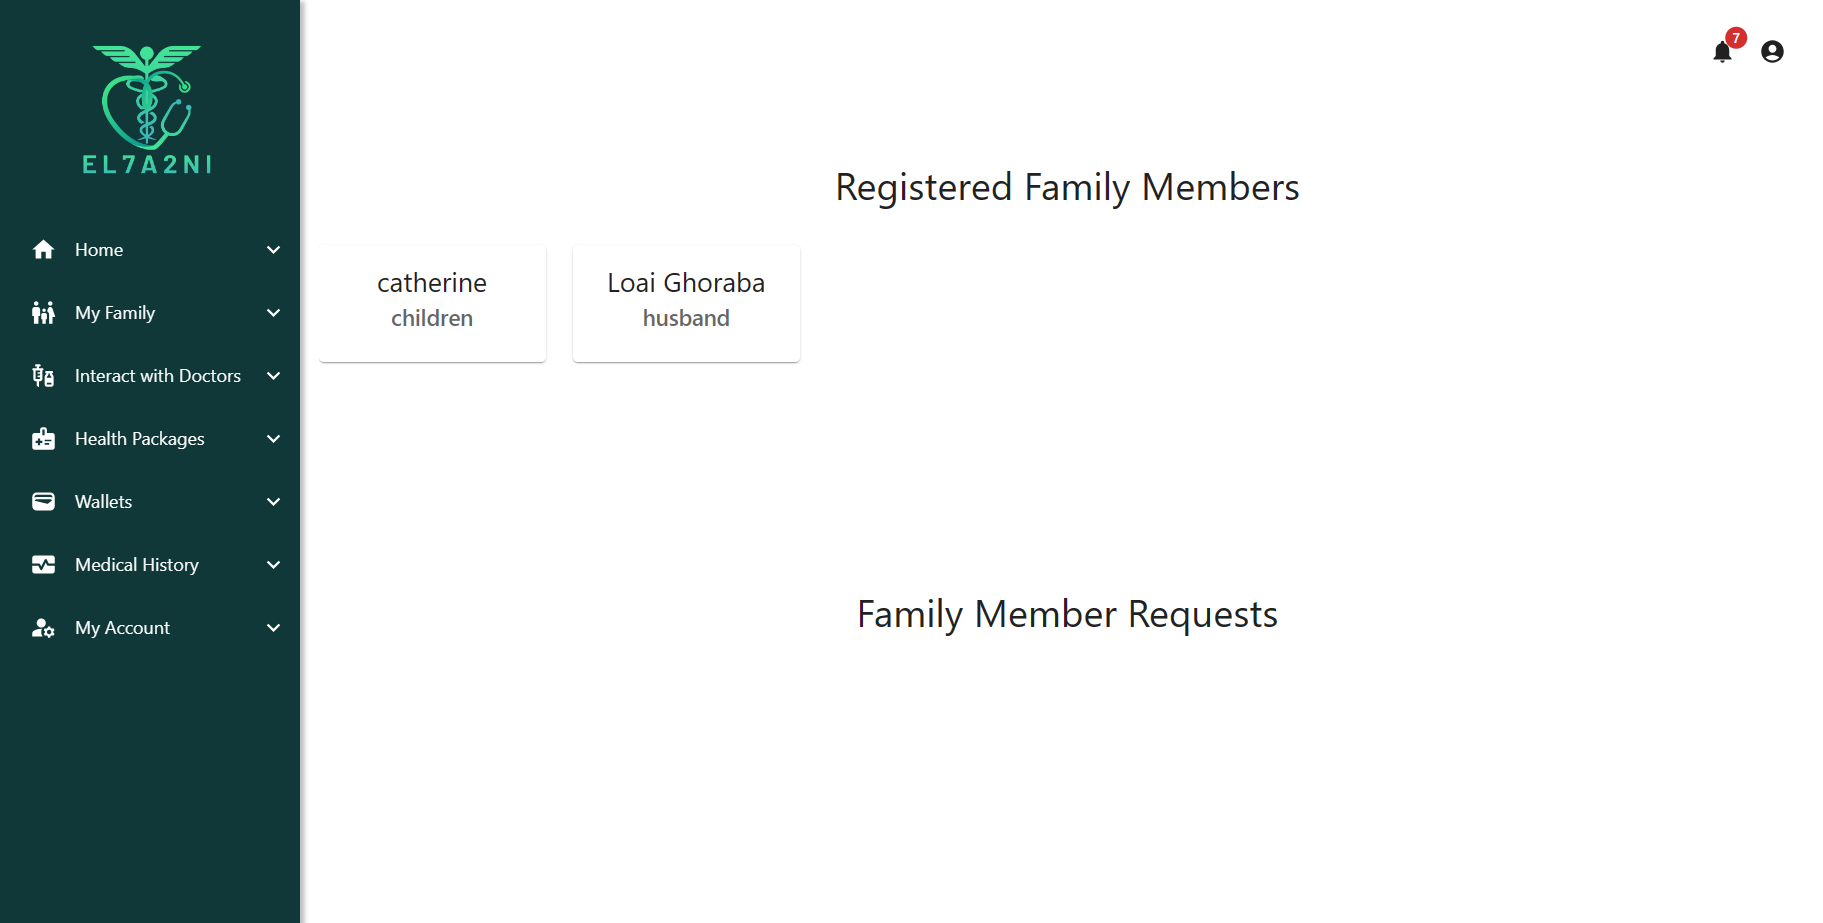 EL7A2NI
Home
My Family
Interact with Doctors
Health Packages
Wallets
Medical History
My Account
7
Registered Family Members
catherine
children
Loai Ghoraba
husband
Family Member Requests